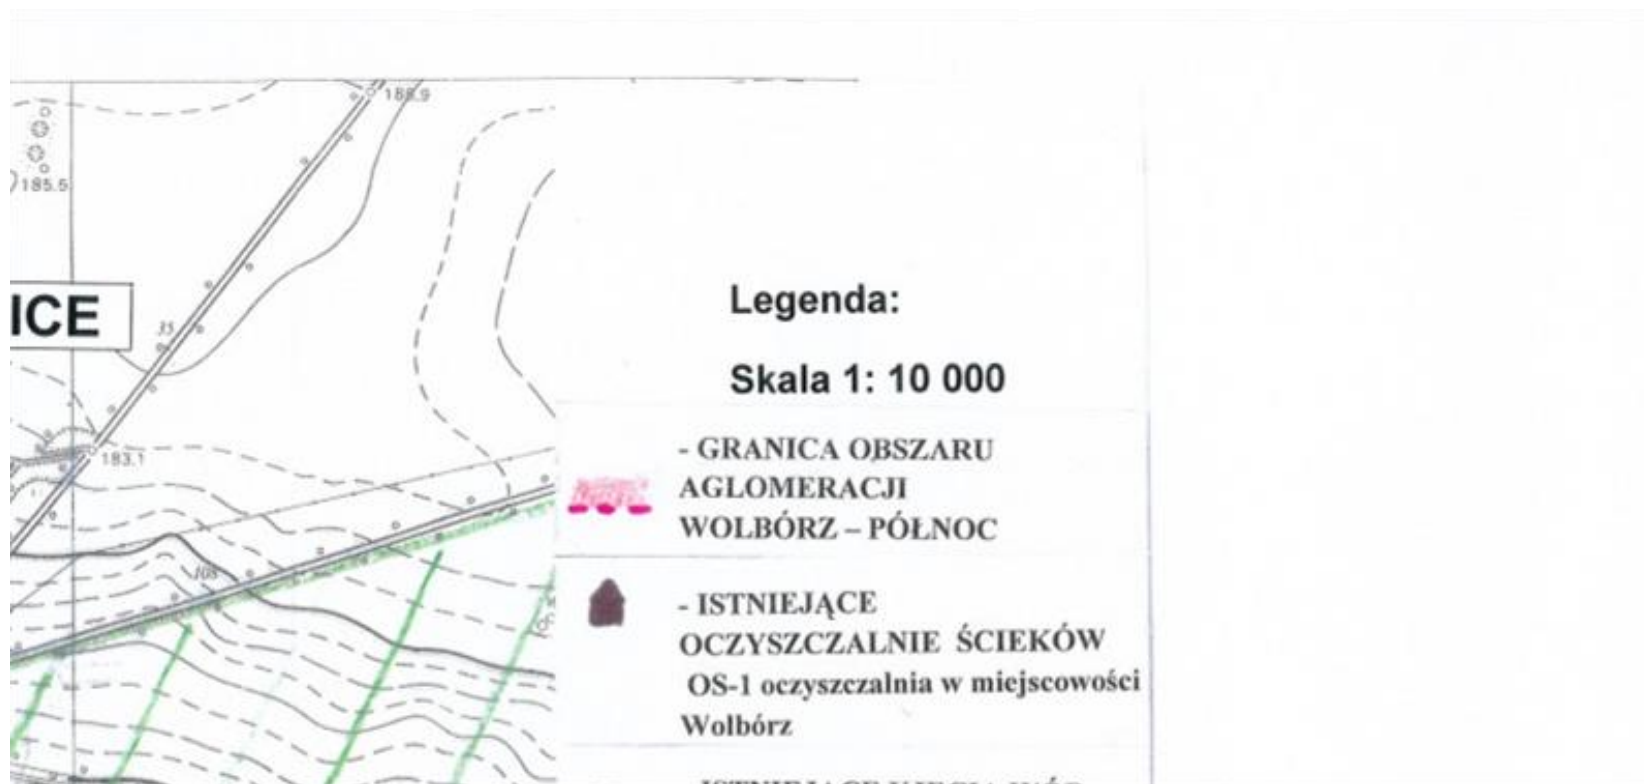 188.9
185.5
ICE
35
183.1
108
Legenda:
Skala 1: 10 000
- GRANICA OBSZARU
AGLOMERACJI
WOLBÓRZ – PÓŁNOC
- ISTNIEJĄCE
OCZYSZCZALNIE ŚCIEKÓW
OS-1 oczyszczalnia w miejscowości
Wolbórz